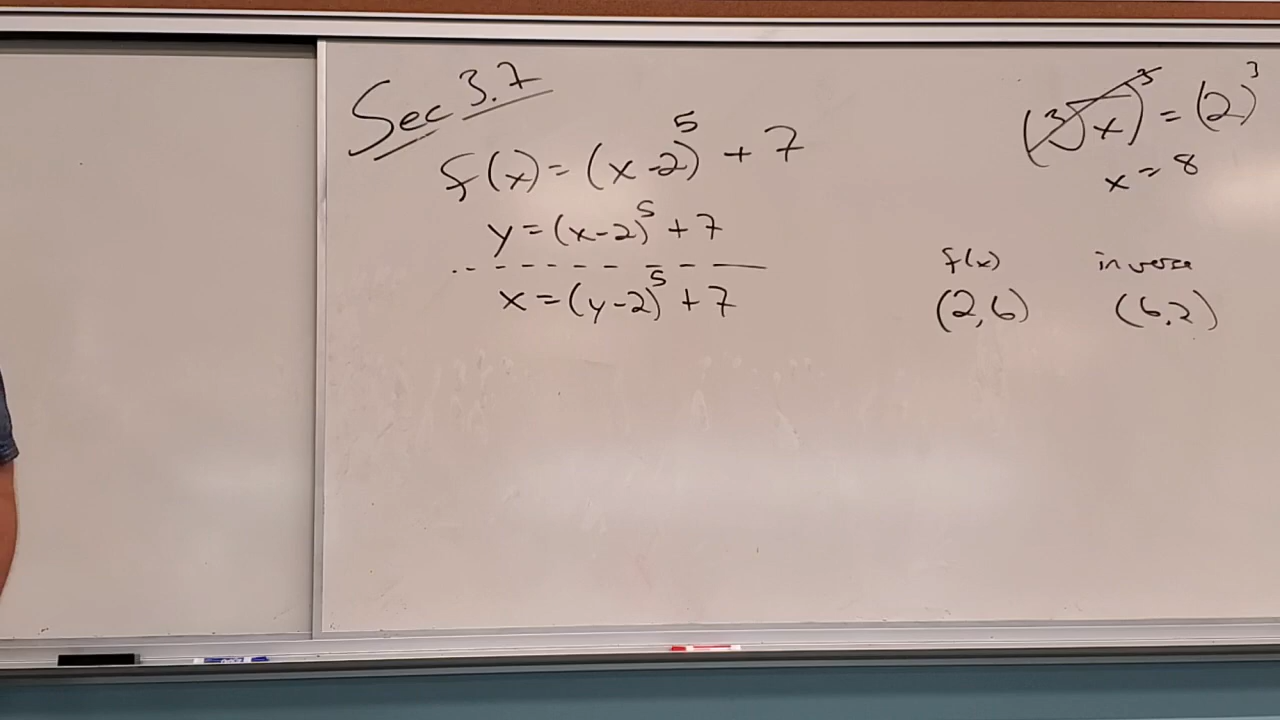 Sec 3.7
f(x) = (x-2)⁵ + 7
y = (x-2)⁵ + 7
x = (y-2)⁵ + 7
(³√x)³ = (2)³
x = 8
f(x) inverse
(2,6) (6,2)